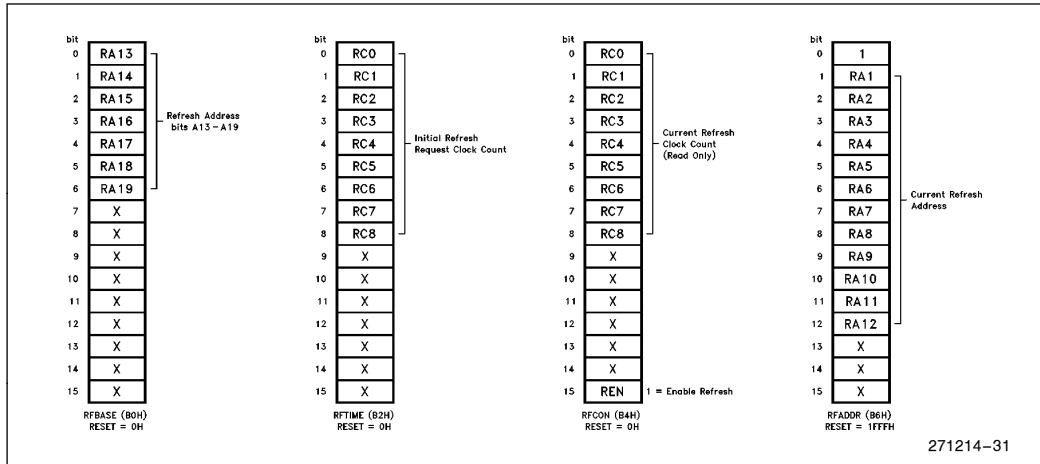 bit
0 RA13
1 RA14
2 RA15
3 RA16
4 RA17
5 RA18
6 RA19
7 X
8 X
9 X
10 X
11 X
12 X
13 X
14 X
15 X
Refresh Address
bits A13–A19
RFBASE (B0H)
RESET = 0H
bit
0 RC0
1 RC1
2 RC2
3 RC3
4 RC4
5 RC5
6 RC6
7 RC7
8 RC8
9 X
10 X
11 X
12 X
13 X
14 X
15 X
Initial Refresh
Request Clock Count
RFTIME (B2H)
RESET = 0H
bit
0 RC0
1 RC1
2 RC2
3 RC3
4 RC4
5 RC5
6 RC6
7 RC7
8 RC8
9 X
10 X
11 X
12 X
13 X
14 X
15 REN 1 = Enable Refresh
Current Refresh
Clock Count
(Read Only)
RFCON (B4H)
RESET = 0H
bit
0 1
1 RA1
2 RA2
3 RA3
4 RA4
5 RA5
6 RA6
7 RA7
8 RA8
9 RA9
10 RA10
11 RA11
12 RA12
13 X
14 X
15 X
Current Refresh
Address
RFADDR (B6H)
RESET = 1FFFH
271214–31